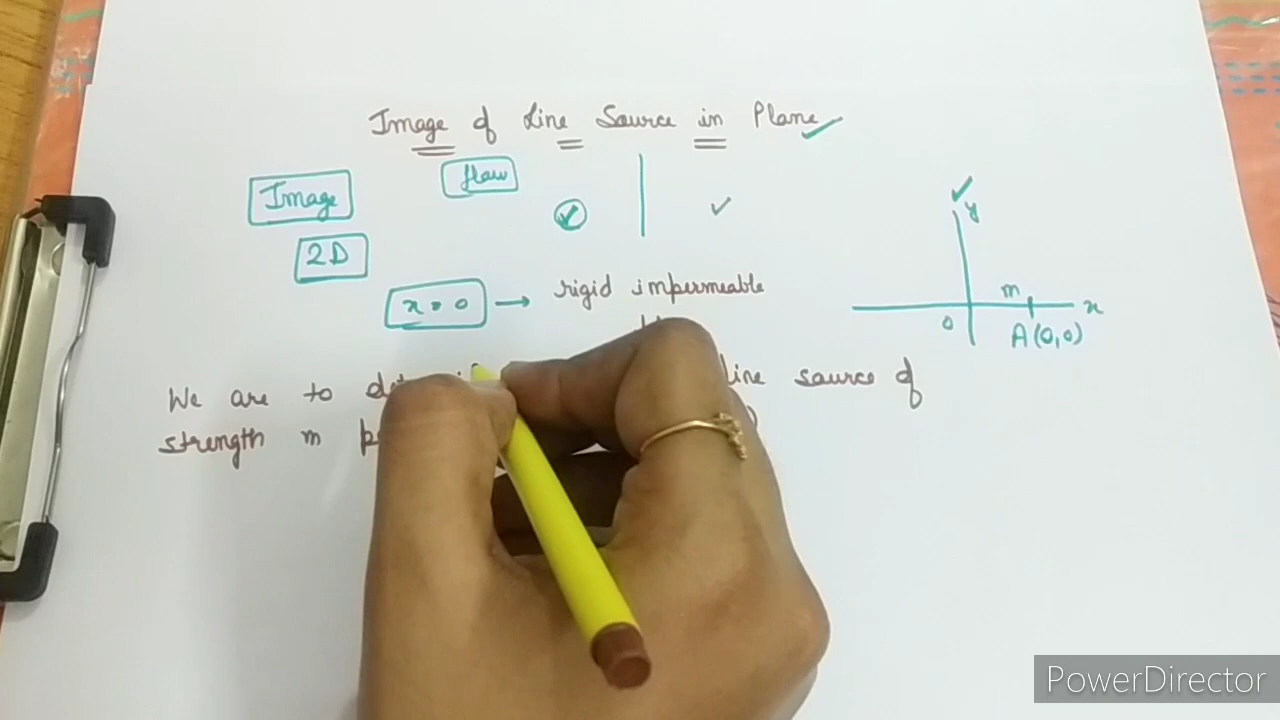 Image of Line Source in Plane
Image
flow
2D
x = 0 → rigid impermeable
y
m
x
0
A(0,0)
We are to line source of
strength m
PowerDirector